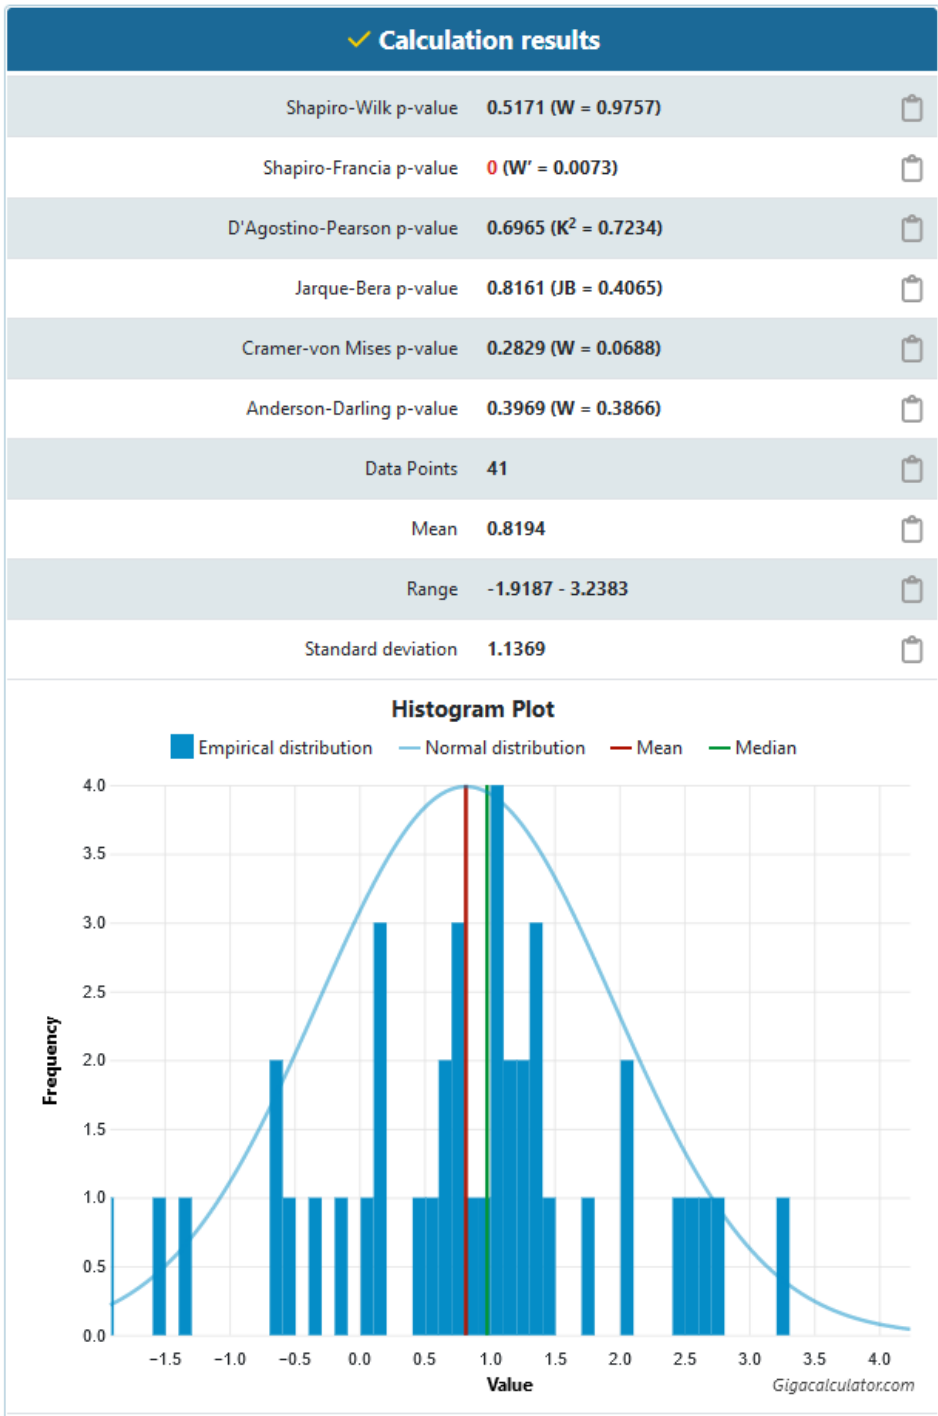 Calculation results
Shapiro-Wilk p-value 0.5171 (W = 0.9757)
Shapiro-Francia p-value 0 (W′ = 0.0073)
D'Agostino-Pearson p-value 0.6965 (K² = 0.7234)
Jarque-Bera p-value 0.8161 (JB = 0.4065)
Cramer-von Mises p-value 0.2829 (W = 0.0688)
Anderson-Darling p-value 0.3969 (W = 0.3866)
Data Points 41
Mean 0.8194
Range -1.9187 - 3.2383
Standard deviation 1.1369
Histogram Plot
Empirical distribution Normal distribution Mean Median
4.0
3.5
3.0
2.5
2.0
1.5
1.0
0.5
0.0
Frequency
−1.5 −1.0 −0.5 0.0 0.5 1.0 1.5 2.0 2.5 3.0 3.5 4.0
Value
Gigacalculator.com